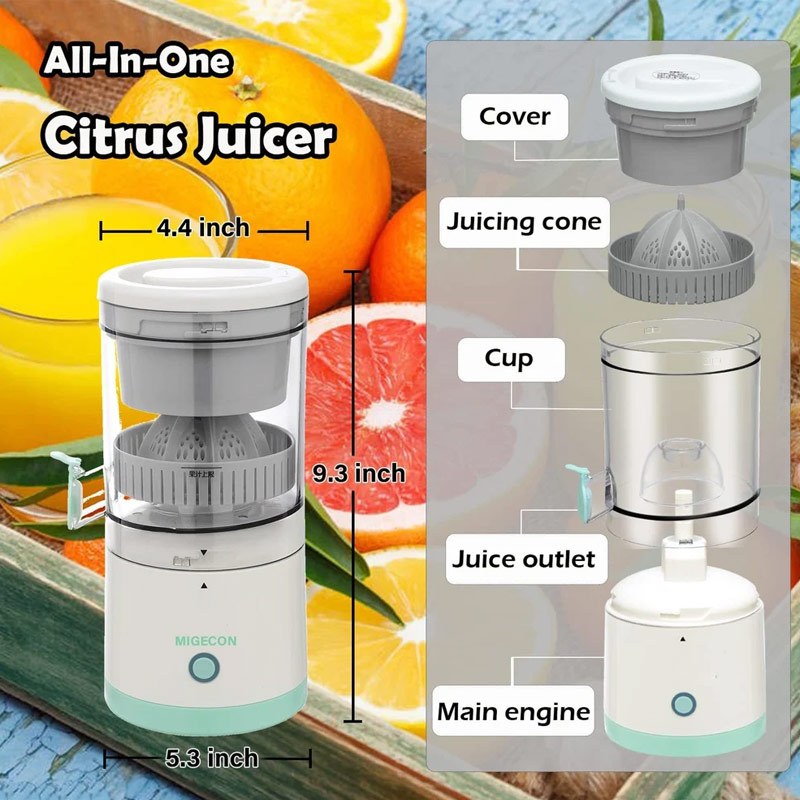 All-In-One
Citrus Juicer
4.4 inch
9.3 inch
MIGECON
5.3 inch
Cover
Juicing cone
Cup
Juice outlet
Main engine